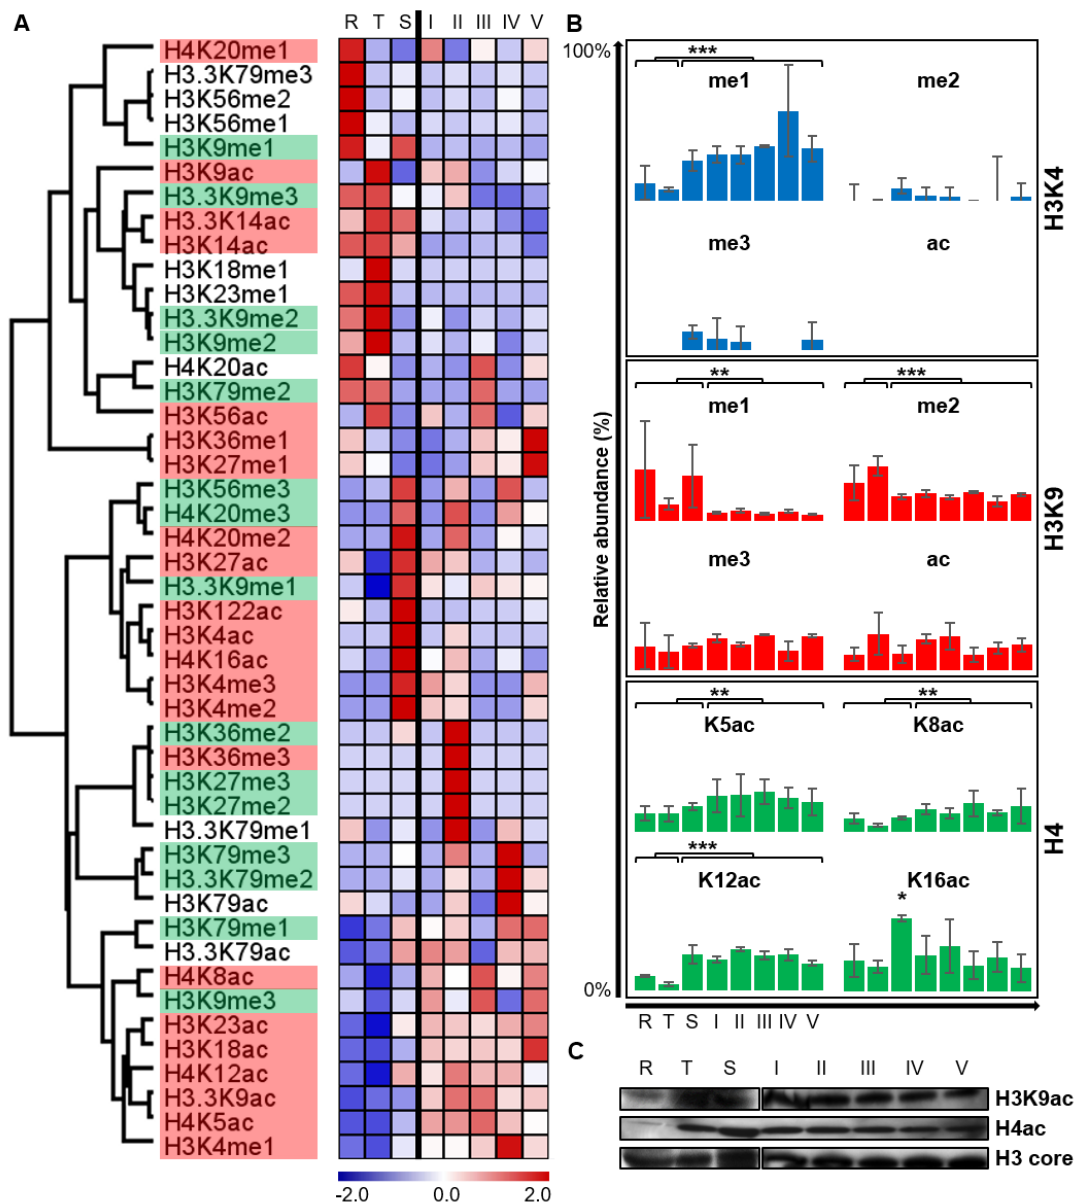 A
R T S I II III IV V
H4K20me1
H3.3K79me3
H3K56me2
H3K56me1
H3K9me1
H3K9ac
H3.3K9me3
H3.3K14ac
H3K14ac
H3K18me1
H3K23me1
H3.3K9me2
H3K9me2
H4K20ac
H3K79me2
H3K56ac
H3K36me1
H3K27me1
H3K56me3
H4K20me3
H4K20me2
H3K27ac
H3.3K9me1
H3K122ac
H3K4ac
H4K16ac
H3K4me3
H3K4me2
H3K36me2
H3K36me3
H3K27me3
H3K27me2
H3.3K79me1
H3K79me3
H3.3K79me2
H3K79ac
H3K79me1
H3.3K79ac
H4K8ac
H3K9me3
H3K23ac
H3K18ac
H4K12ac
H3.3K9ac
H4K5ac
H3K4me1
-2.0 0.0 2.0
B
100%
Relative abundance (%)
0%
***
me1 me2
me3 ac
H3K4
** ***
me1 me2
me3 ac
H3K9
** **
K5ac K8ac
***
K12ac K16ac
*
H4
R T S I II III IV V
C
R T S I II III IV V
H3K9ac
H4ac
H3 core